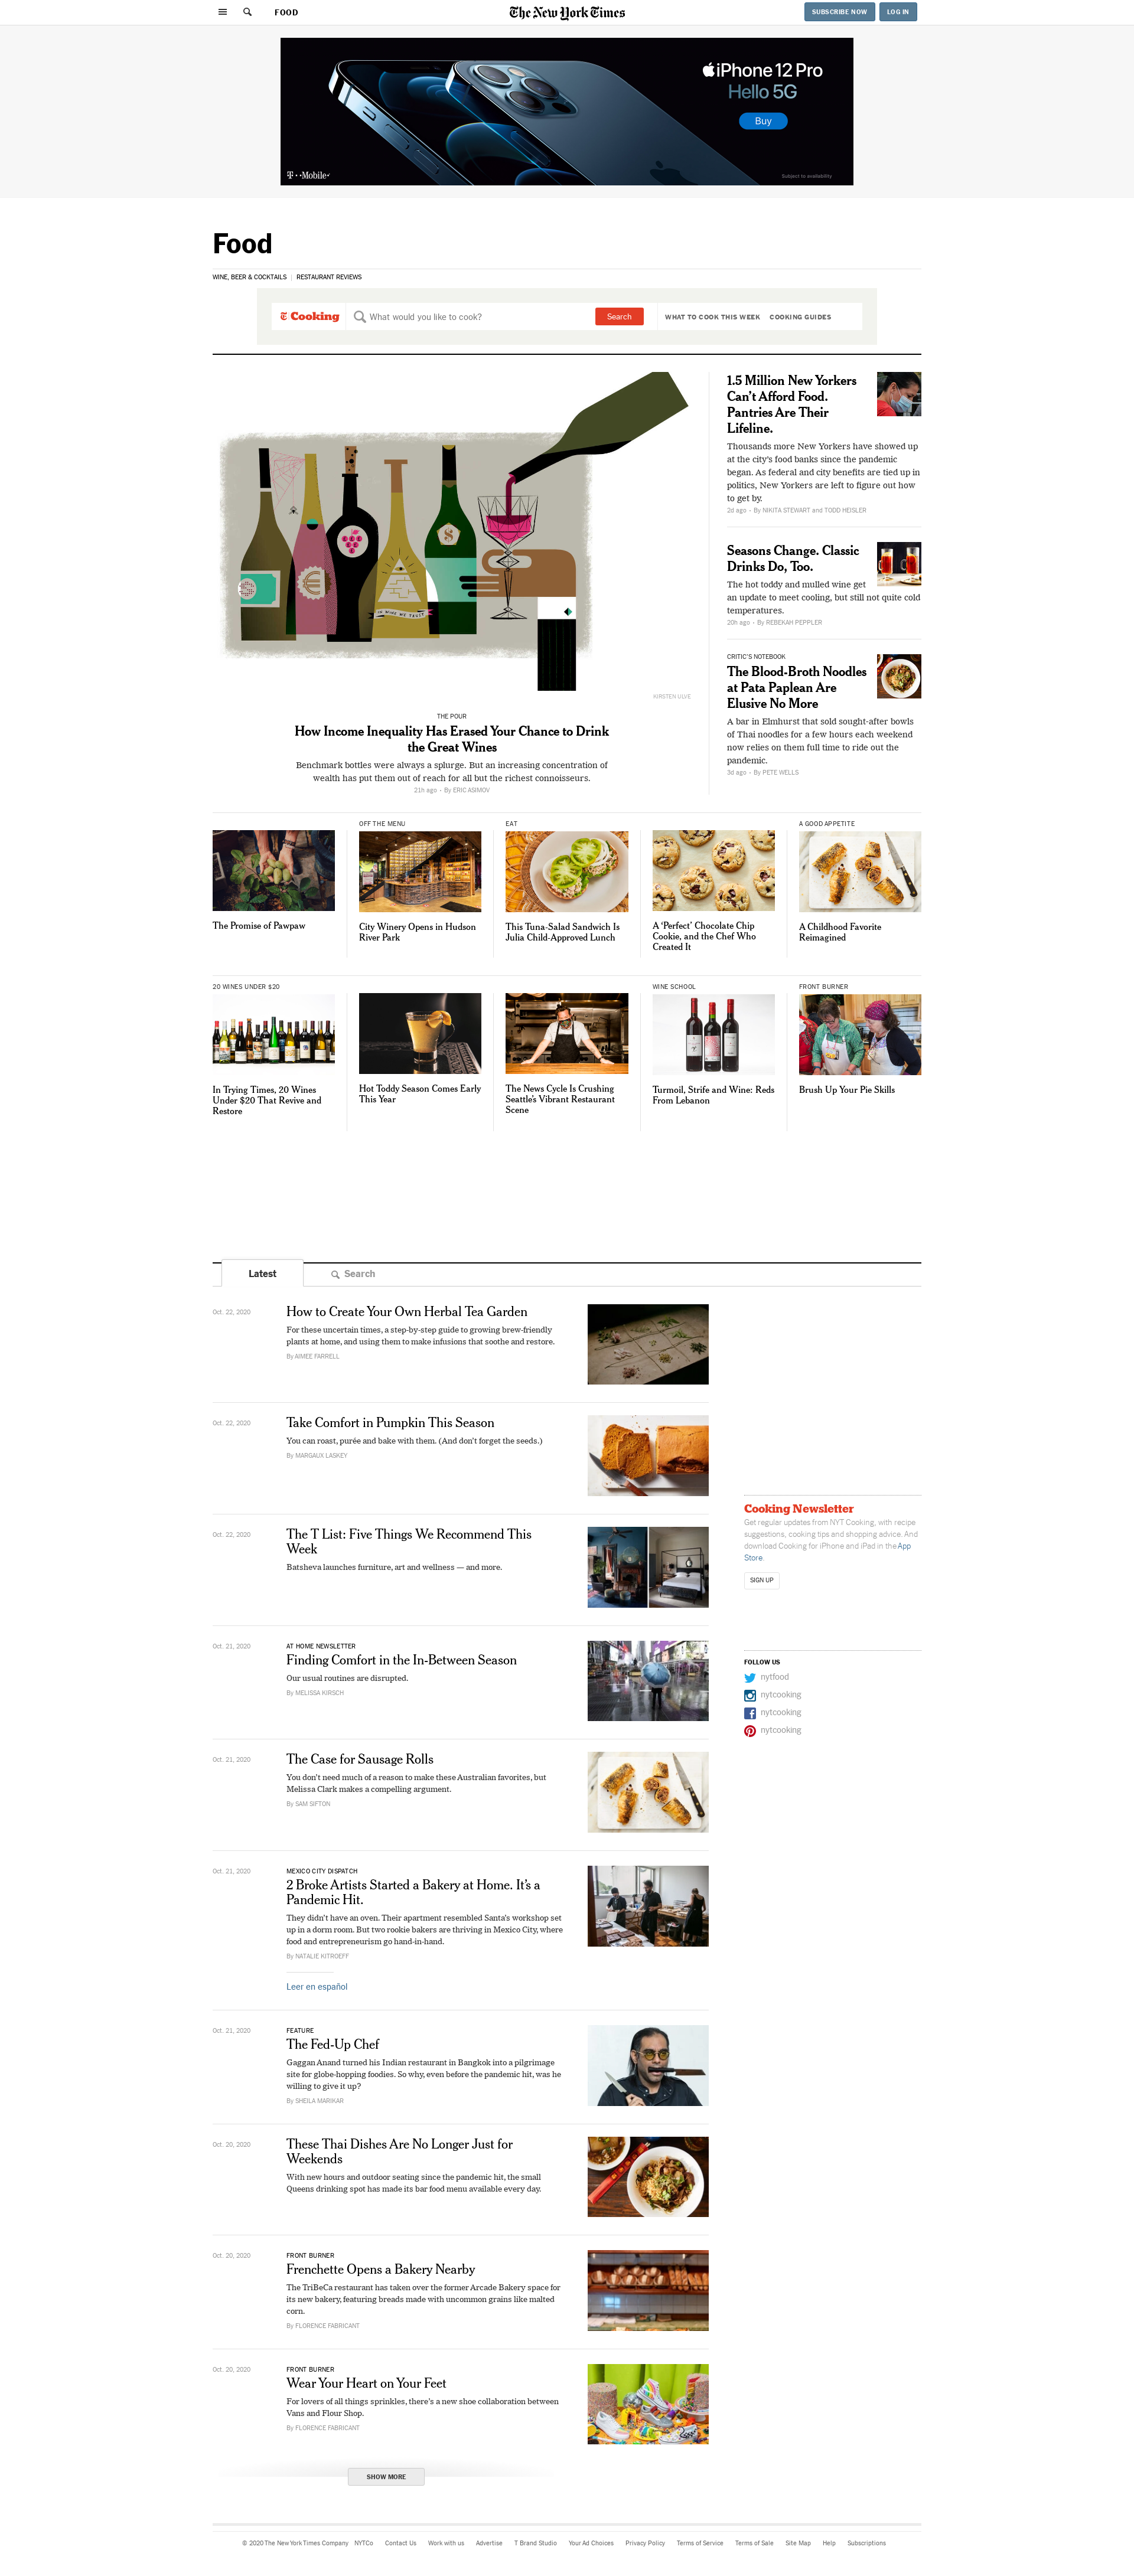 FOOD
The New York Times
SUBSCRIBE NOW
LOG IN
iPhone 12 Pro
Hello 5G
Buy
T-Mobile
Subject to availability
Food
WINE, BEER & COCKTAILS | RESTAURANT REVIEWS
Cooking
What would you like to cook?
Search
WHAT TO COOK THIS WEEK
COOKING GUIDES
KIRSTEN ULVE
THE POUR
How Income Inequality Has Erased Your Chance to Drink
the Great Wines
Benchmark bottles were always a splurge. But an increasing concentration of
wealth has put them out of reach for all but the richest connoisseurs.
21h ago • By ERIC ASIMOV
1.5 Million New Yorkers
Can't Afford Food.
Pantries Are Their
Lifeline.
Thousands more New Yorkers have showed up
at the city's food banks since the pandemic
began. As federal and city benefits are tied up in
politics, New Yorkers are left to figure out how
to get by.
2d ago • By NIKITA STEWART and TODD HEISLER
Seasons Change. Classic
Drinks Do, Too.
The hot toddy and mulled wine get
an update to meet cooling, but still not quite cold
temperatures.
20h ago • By REBEKAH PEPPLER
CRITIC'S NOTEBOOK
The Blood-Broth Noodles
at Pata Paplean Are
Elusive No More
A bar in Elmhurst that sold sought-after bowls
of Thai noodles for a few hours each weekend
now relies on them full time to ride out the
pandemic.
3d ago • By PETE WELLS
The Promise of Pawpaw
OFF THE MENU
City Winery Opens in Hudson
River Park
EAT
This Tuna-Salad Sandwich Is
Julia Child-Approved Lunch
A 'Perfect' Chocolate Chip
Cookie, and the Chef Who
Created It
A GOOD APPETITE
A Childhood Favorite
Reimagined
20 WINES UNDER $20
In Trying Times, 20 Wines
Under $20 That Revive and
Restore
Hot Toddy Season Comes Early
This Year
The News Cycle Is Crushing
Seattle's Vibrant Restaurant
Scene
WINE SCHOOL
Turmoil, Strife and Wine: Reds
From Lebanon
FRONT BURNER
Brush Up Your Pie Skills
Latest
Search
Oct. 22, 2020
How to Create Your Own Herbal Tea Garden
For these uncertain times, a step-by-step guide to growing brew-friendly
plants at home, and using them to make infusions that soothe and restore.
By AIMEE FARRELL
Oct. 22, 2020
Take Comfort in Pumpkin This Season
You can roast, purée and bake with them. (And don't forget the seeds.)
By MARGAUX LASKEY
Oct. 22, 2020
The T List: Five Things We Recommend This
Week
Batsheva launches furniture, art and wellness — and more.
Oct. 21, 2020
AT HOME NEWSLETTER
Finding Comfort in the In-Between Season
Our usual routines are disrupted.
By MELISSA KIRSCH
Oct. 21, 2020
The Case for Sausage Rolls
You don't need much of a reason to make these Australian favorites, but
Melissa Clark makes a compelling argument.
By SAM SIFTON
Oct. 21, 2020
MEXICO CITY DISPATCH
2 Broke Artists Started a Bakery at Home. It's a
Pandemic Hit.
They didn't have an oven. Their apartment resembled Santa's workshop set
up in a dorm room. But two rookie bakers are thriving in Mexico City, where
food and entrepreneurism go hand-in-hand.
By NATALIE KITROEFF
Leer en español
Oct. 21, 2020
FEATURE
The Fed-Up Chef
Gaggan Anand turned his Indian restaurant in Bangkok into a pilgrimage
site for globe-hopping foodies. So why, even before the pandemic hit, was he
willing to give it up?
By SHEILA MARIKAR
Oct. 20, 2020
These Thai Dishes Are No Longer Just for
Weekends
With new hours and outdoor seating since the pandemic hit, the small
Queens drinking spot has made its bar food menu available every day.
Oct. 20, 2020
FRONT BURNER
Frenchette Opens a Bakery Nearby
The TriBeCa restaurant has taken over the former Arcade Bakery space for
its new bakery, featuring breads made with uncommon grains like malted
corn.
By FLORENCE FABRICANT
Oct. 20, 2020
FRONT BURNER
Wear Your Heart on Your Feet
For lovers of all things sprinkles, there's a new shoe collaboration between
Vans and Flour Shop.
By FLORENCE FABRICANT
SHOW MORE
Cooking Newsletter
Get regular updates from NYT Cooking, with recipe
suggestions, cooking tips and shopping advice. And
download Cooking for iPhone and iPad in the App
Store.
SIGN UP
FOLLOW US
nytfood
nytcooking
nytcooking
nytcooking
© 2020 The New York Times Company NYTCo Contact Us Work with us Advertise T Brand Studio Your Ad Choices Privacy Policy Terms of Service Terms of Sale Site Map Help Subscriptions